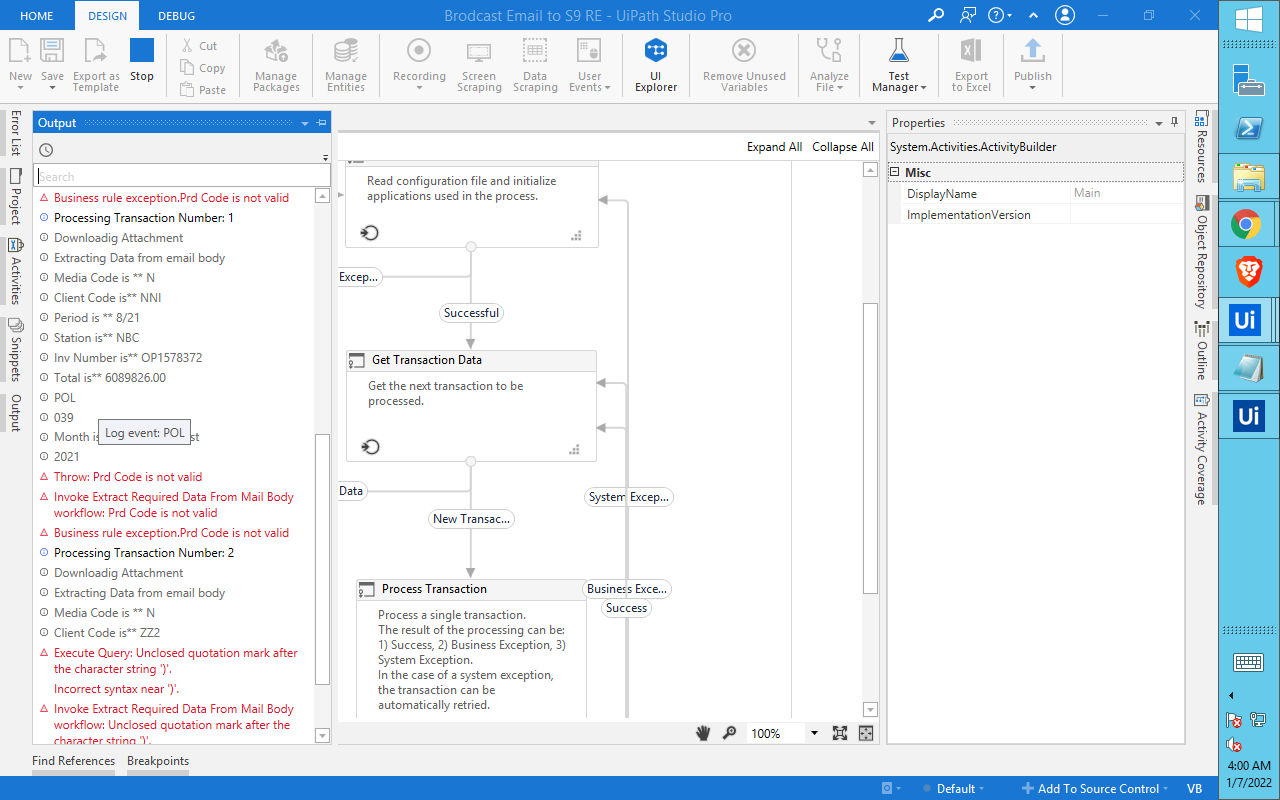 HOME
DESIGN
DEBUG
Brodcast Email to S9 RE - UiPath Studio Pro
New
Save
Export as
Template
Stop
Cut
Copy
Paste
Manage
Packages
Manage
Entities
Recording
Screen
Scraping
Data
Scraping
User
Events
UI
Explorer
Remove Unused
Variables
Analyze
File
Test
Manager
Export
to Excel
Publish
Error List
Project
Activities
Snippets
Output
Output
Search
Business rule exception.Prd Code is not valid
Processing Transaction Number: 1
Downloadig Attachment
Extracting Data from email body
Media Code is ** N
Client Code is** NNI
Period is ** 8/21
Station is** NBC
Inv Number is** OP1578372
Total is** 6089826.00
POL
039
Month is
st
Log event: POL
2021
Throw: Prd Code is not valid
Invoke Extract Required Data From Mail Body
workflow: Prd Code is not valid
Business rule exception.Prd Code is not valid
Processing Transaction Number: 2
Downloadig Attachment
Extracting Data from email body
Media Code is ** N
Client Code is** ZZ2
Execute Query: Unclosed quotation mark after
the character string ')'.
Incorrect syntax near ')'.
Invoke Extract Required Data From Mail Body
workflow: Unclosed quotation mark after the
character string ')'.
Find References
Breakpoints
Expand All
Collapse All
Read configuration file and initialize
applications used in the process.
Excep...
Successful
Get Transaction Data
Get the next transaction to be
processed.
Data
System Excep...
New Transac...
Process Transaction
Business Exce...
Success
Process a single transaction.
The result of the processing can be:
1) Success, 2) Business Exception, 3)
System Exception.
In the case of a system exception,
the transaction can be
automatically retried.
100%
Properties
System.Activities.ActivityBuilder
Misc
DisplayName
Main
ImplementationVersion
Resources
Object Repository
Outline
Activity Coverage
Default
Add To Source Control
VB
Ui
Ui
4:00 AM
1/7/2022